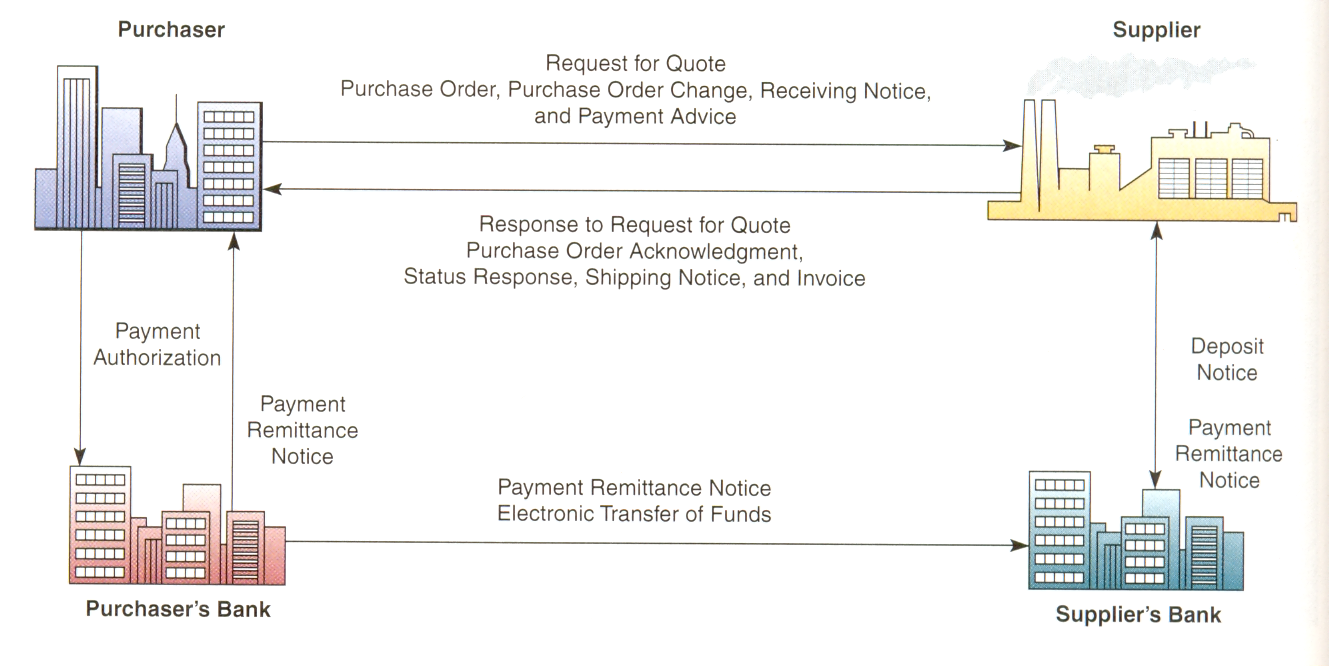 Purchaser
Supplier
Request for Quote
Purchase Order, Purchase Order Change, Receiving Notice,
and Payment Advice
Response to Request for Quote
Purchase Order Acknowledgment,
Status Response, Shipping Notice, and Invoice
Payment
Authorization
Payment
Remittance
Notice
Deposit
Notice
Payment
Remittance
Notice
Payment Remittance Notice
Electronic Transfer of Funds
Purchaser's Bank
Supplier's Bank